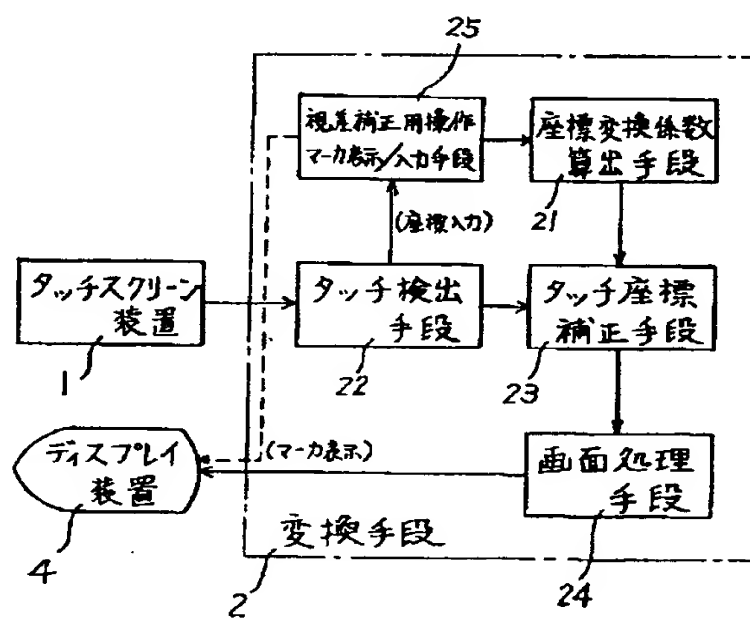 25
視差補正用操作
マーカ表示/入力手段
座標変換係数
算出手段
21
(座標入力)
タッチスクリーン
装置
1
タッチ検出
手段
22
タッチ座標
補正手段
23
ディスプレイ
装置
4
(マーカ表示)
画面処理
手段
24
変換手段
2